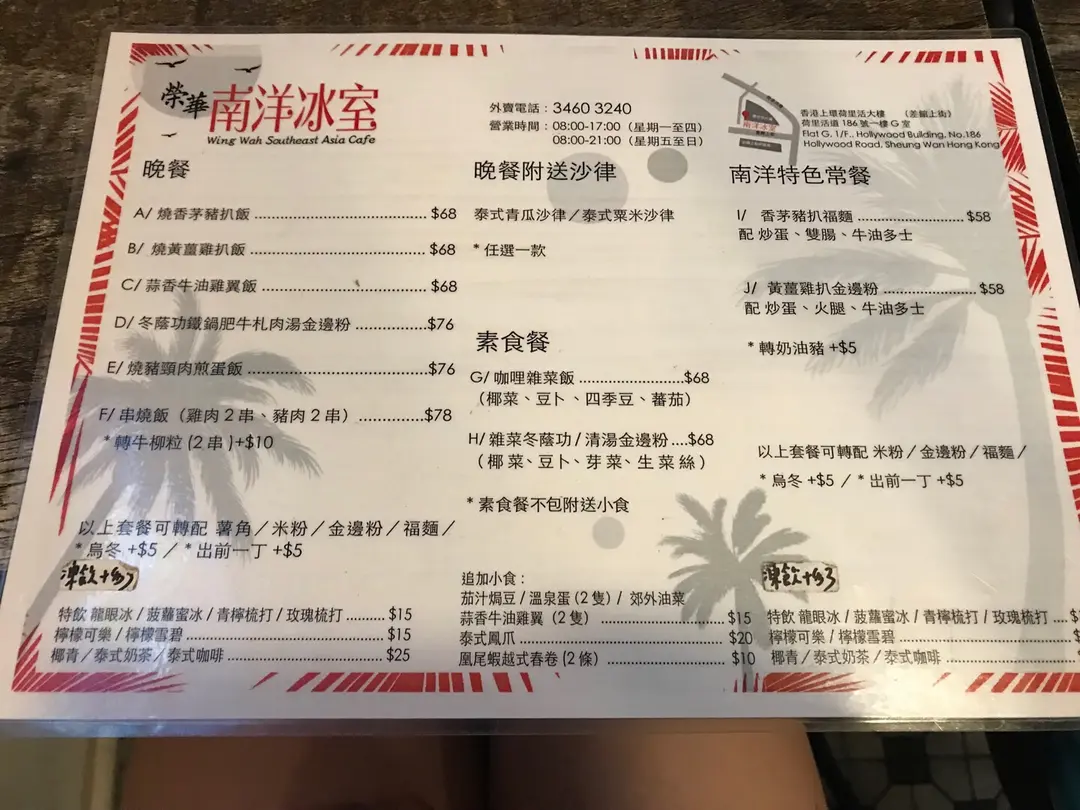 榮華 南洋冰室
Wing Wah Southeast Asia Cafe
外賣電話：3460 3240
營業時間：08:00-17:00（星期一至四）
08:00-21:00（星期五至日）
南洋冰室
香港上環荷里活大樓 （差館上街）
荷里活道 186 號一樓 G 室
Flat G, 1/F., Hollywood Building, No.186
Hollywood Road, Sheung Wan Hong Kong
晚餐
A/ 燒香茅豬扒飯 ........ $68
B/ 燒黃薑雞扒飯 ........ $68
C/ 蒜香牛油雞翼飯 ........ $68
D/ 冬蔭功鐵鍋肥牛札肉湯金邊粉 ........ $76
E/ 燒豬頸肉煎蛋飯 ........ $76
F/ 串燒飯（雞肉 2 串、豬肉 2 串） ........ $78
* 轉牛柳粒 (2 串 )+$10
以上套餐可轉配 薯角／米粉／金邊粉／福麵／
* 烏冬 +$5 ／ * 出前一丁 +$5
凍飲+$3
特飲 龍眼冰 / 菠蘿蜜冰 / 青檸梳打 / 玫瑰梳打 ........ $15
檸檬可樂 / 檸檬雪碧 ........ $15
椰青／泰式奶茶／泰式咖啡 ........ $25
晚餐附送沙律
泰式青瓜沙律／泰式粟米沙律
* 任選一款
素食餐
G/ 咖哩雜菜飯 ........ $68
（椰菜、豆卜、四季豆、蕃茄）
H/ 雜菜冬蔭功 / 清湯金邊粉 .... $68
（椰菜、豆卜、芽菜、生菜絲）
* 素食餐不包附送小食
追加小食：
茄汁焗豆 / 溫泉蛋 (2 隻) / 郊外油菜
蒜香牛油雞翼（2 隻） ........ $15
泰式鳳爪 ........ $20
凰尾蝦越式春卷 (2 條) ........ $10
南洋特色常餐
I/ 香茅豬扒福麵 ........ $58
配 炒蛋、雙腸、牛油多士
J/ 黃薑雞扒金邊粉 ........ $58
配 炒蛋、火腿、牛油多士
* 轉奶油豬 +$5
以上套餐可轉配 米粉／金邊粉／福麵／
* 烏冬 +$5 ／ * 出前一丁 +$5
凍飲+$3
特飲 龍眼冰 / 菠蘿蜜冰 / 青檸梳打 / 玫瑰梳打 ....
檸檬可樂 / 檸檬雪碧 ........
椰青／泰式奶茶／泰式咖啡 ........